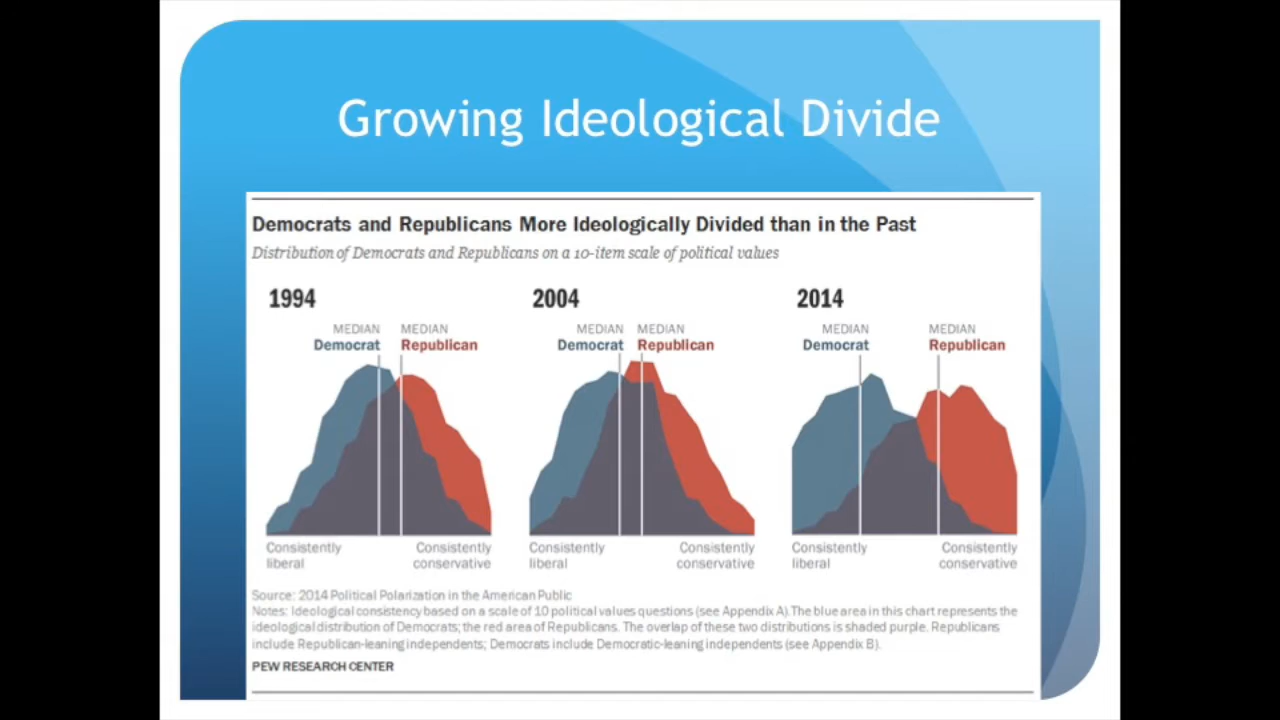 Growing Ideological Divide
Democrats and Republicans More Ideologically Divided than in the Past
Distribution of Democrats and Republicans on a 10-item scale of political values
1994
MEDIAN Democrat
MEDIAN Republican
Consistently liberal
Consistently conservative
2004
MEDIAN Democrat
MEDIAN Republican
Consistently liberal
Consistently conservative
2014
MEDIAN Democrat
MEDIAN Republican
Consistently liberal
Consistently conservative
Source: 2014 Political Polarization in the American Public
Notes: Ideological consistency based on a scale of 10 political values questions (see Appendix A). The blue area in this chart represents the
ideological distribution of Democrats; the red area of Republicans. The overlap of these two distributions is shaded purple. Republicans
include Republican-leaning independents; Democrats include Democratic-leaning independents (see Appendix B).
PEW RESEARCH CENTER